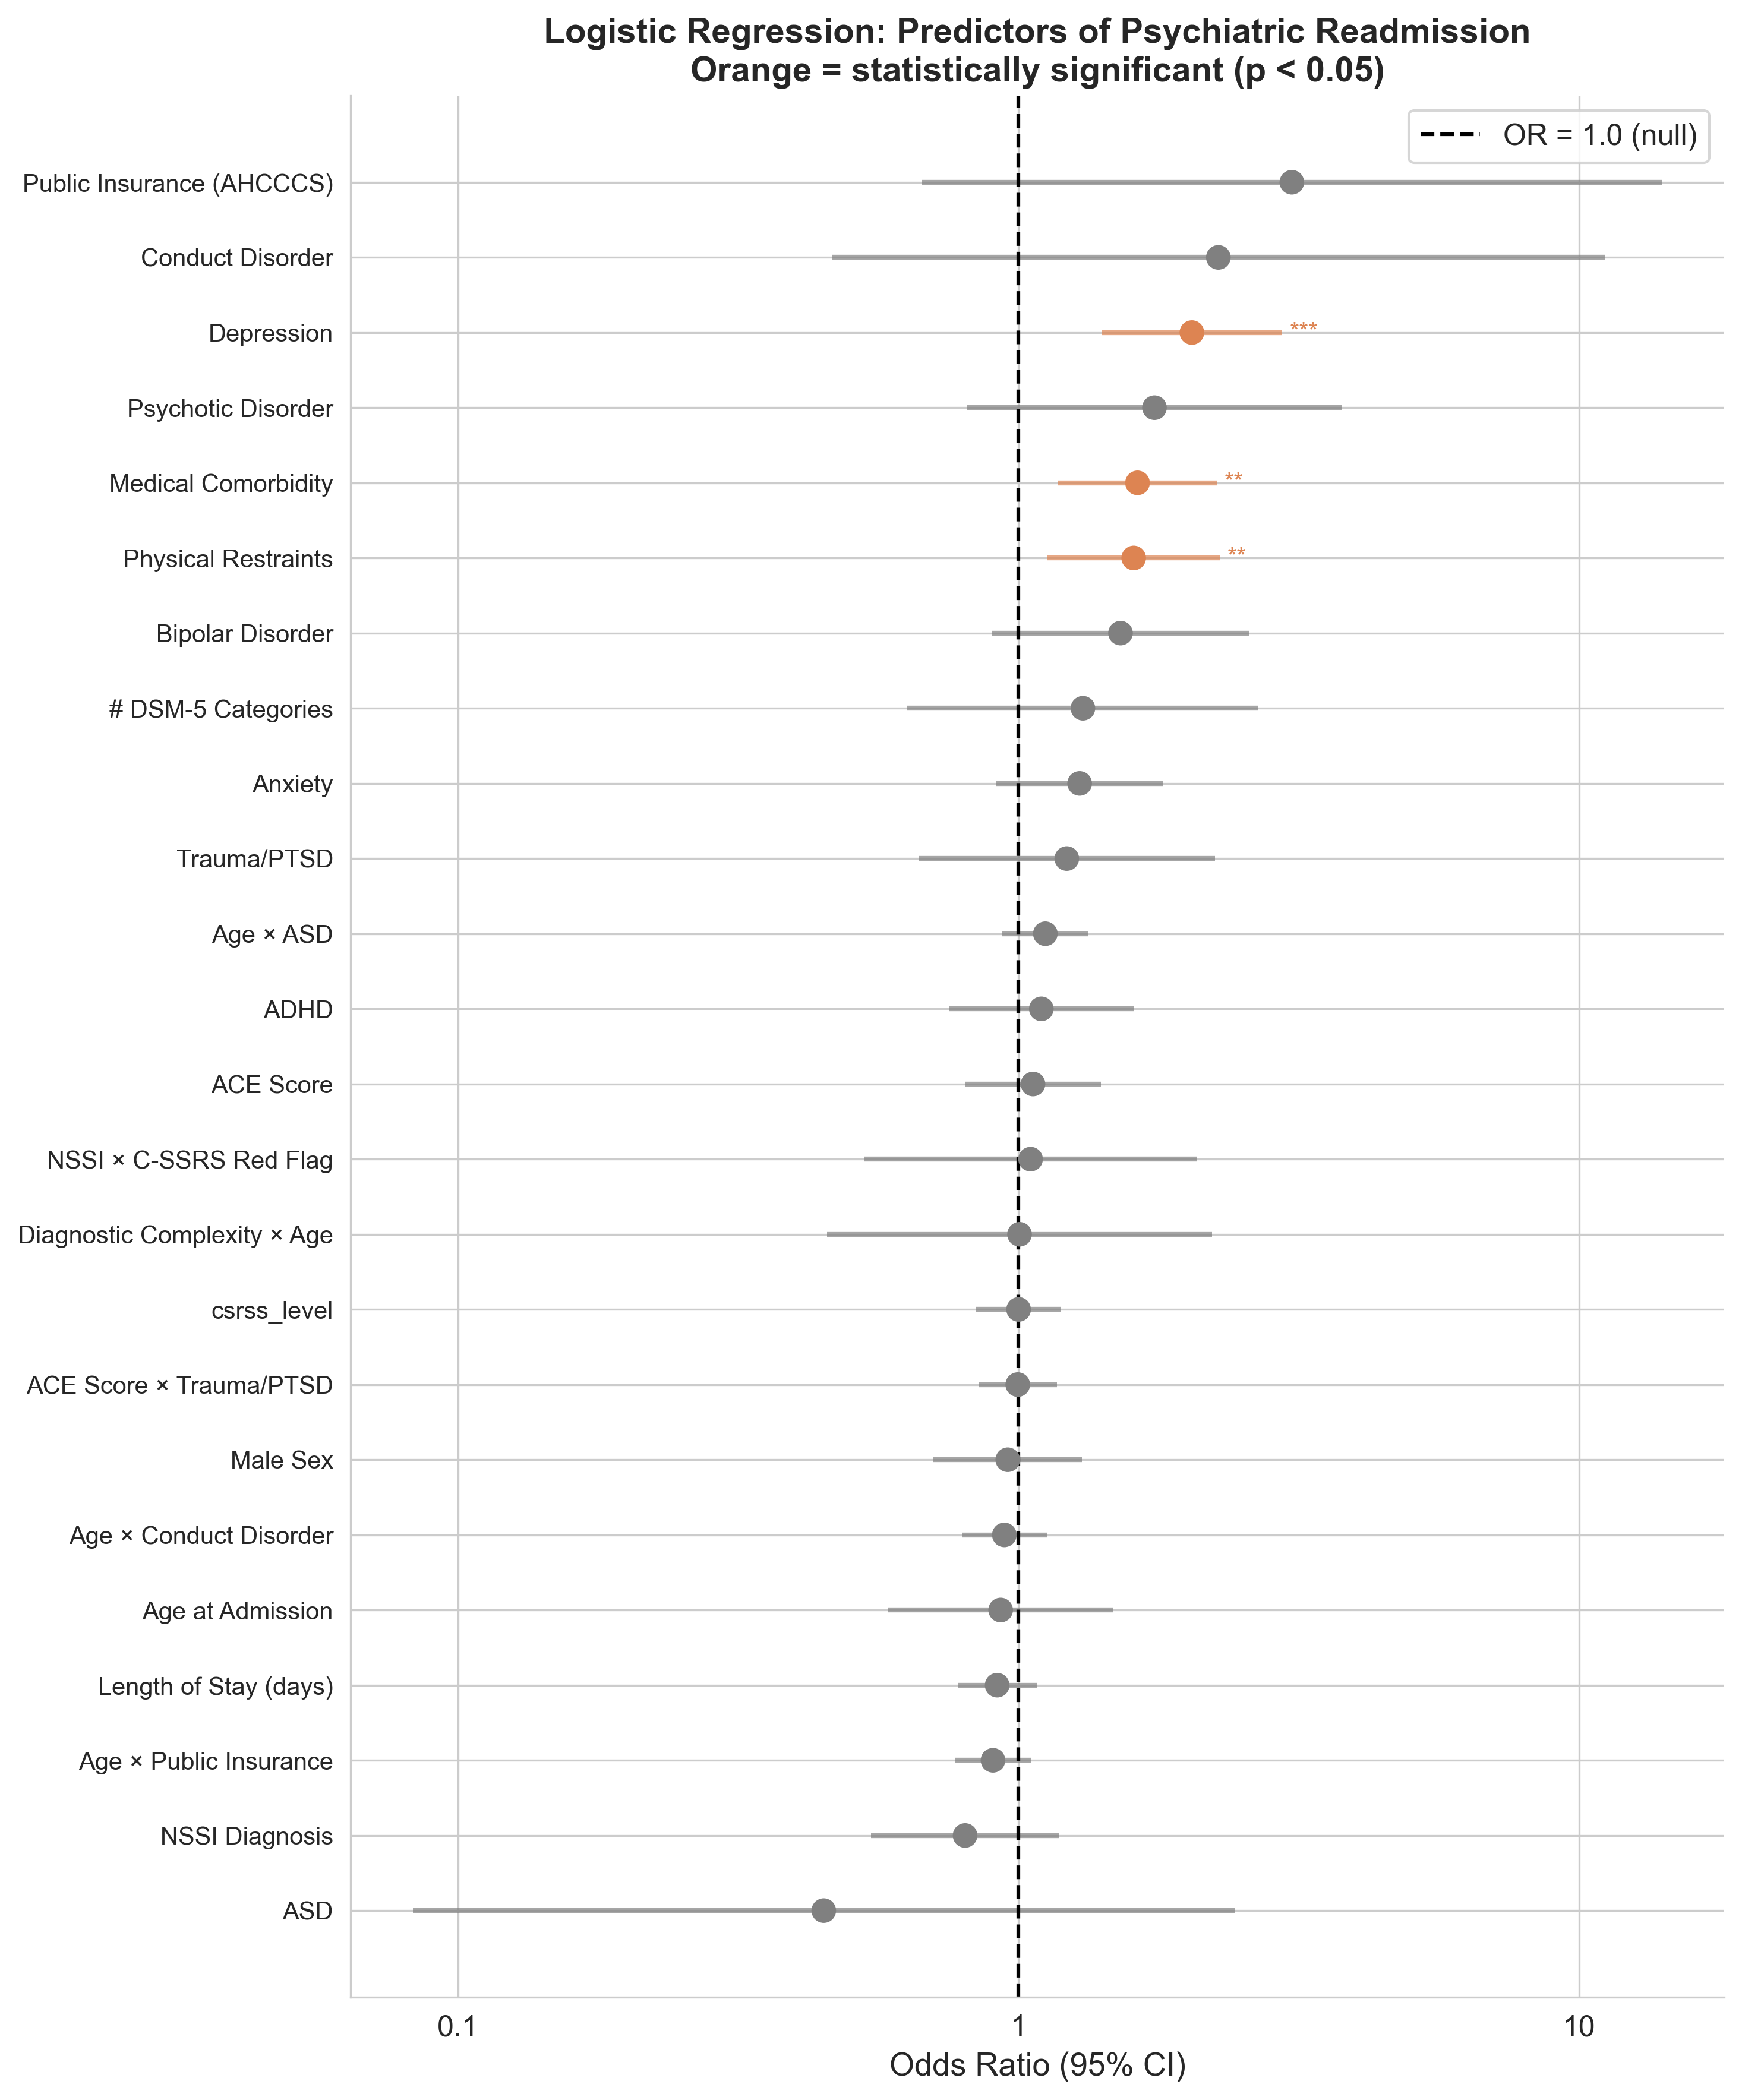 Logistic Regression: Predictors of Psychiatric Readmission
Orange = statistically significant (p < 0.05)
OR = 1.0 (null)
Public Insurance (AHCCCS)
Conduct Disorder
Depression
***
Psychotic Disorder
Medical Comorbidity
**
Physical Restraints
**
Bipolar Disorder
# DSM-5 Categories
Anxiety
Trauma/PTSD
Age × ASD
ADHD
ACE Score
NSSI × C-SSRS Red Flag
Diagnostic Complexity × Age
csrss_level
ACE Score × Trauma/PTSD
Male Sex
Age × Conduct Disorder
Age at Admission
Length of Stay (days)
Age × Public Insurance
NSSI Diagnosis
ASD
0.1
1
10
Odds Ratio (95% CI)